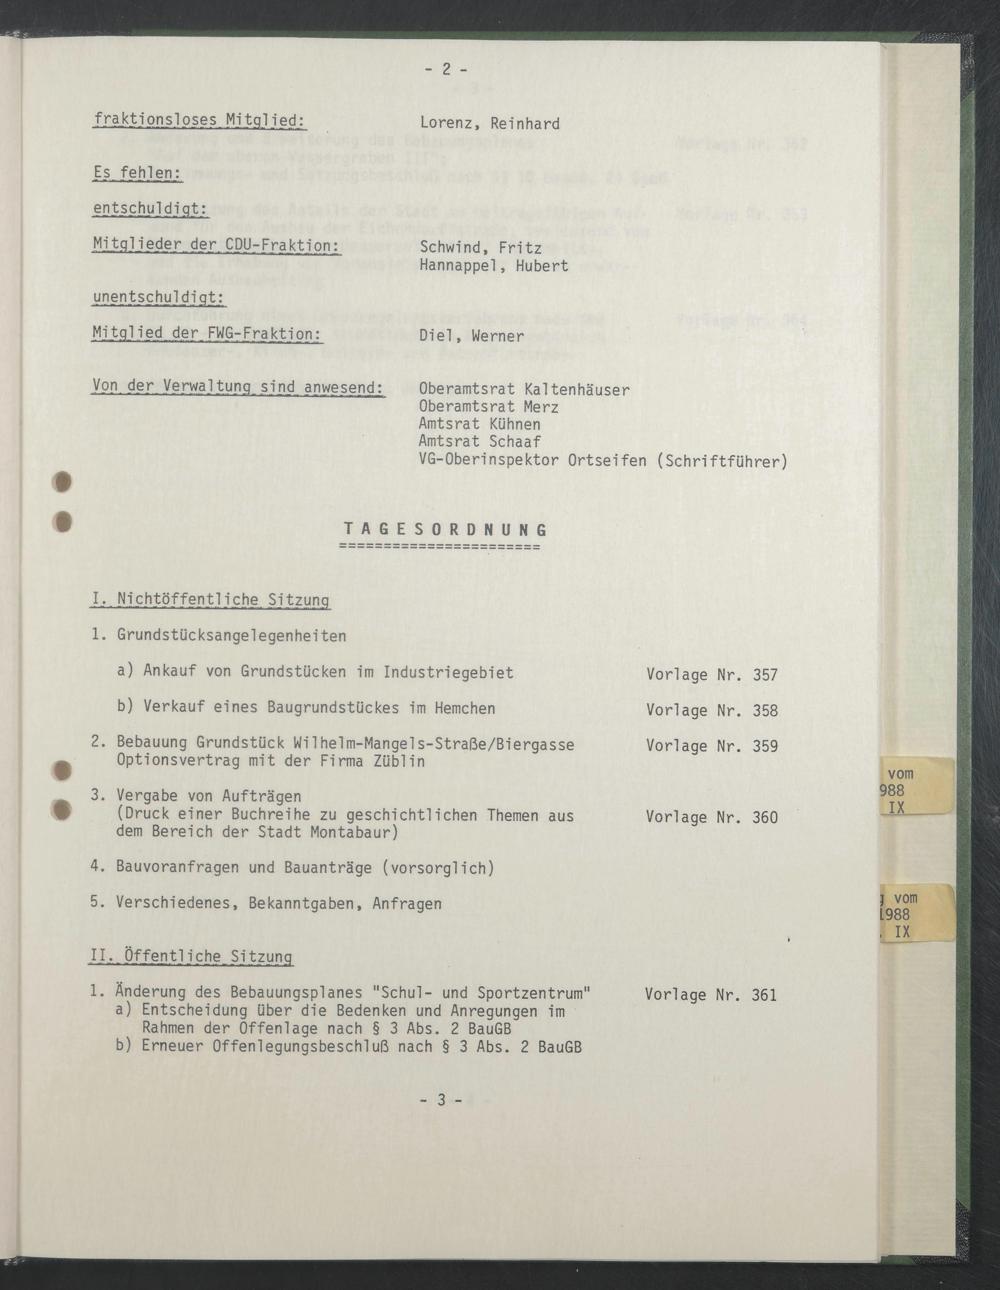 - 2 -
fraktionsloses Mitglied: Lorenz, Reinhard
Es fehlen:
entschuldigt:
Mitglieder der CDU-Fraktion: Schwind, Fritz
Hannappel, Hubert
unentschuldigt:
Mitglied der FWG-Fraktion: Diel, Werner
Von der Verwaltung sind anwesend: Oberamtsrat Kaltenhäuser
Oberamtsrat Merz
Amtsrat Kühnen
Amtsrat Schaaf
VG-Oberinspektor Ortseifen (Schriftführer)
T A G E S O R D N U N G
=======================
I. Nichtöffentliche Sitzung
1. Grundstücksangelegenheiten
a) Ankauf von Grundstücken im Industriegebiet Vorlage Nr. 357
b) Verkauf eines Baugrundstückes im Hemchen Vorlage Nr. 358
2. Bebauung Grundstück Wilhelm-Mangels-Straße/Biergasse Vorlage Nr. 359
Optionsvertrag mit der Firma Züblin
3. Vergabe von Aufträgen
(Druck einer Buchreihe zu geschichtlichen Themen aus Vorlage Nr. 360
dem Bereich der Stadt Montabaur)
4. Bauvoranfragen und Bauanträge (vorsorglich)
5. Verschiedenes, Bekanntgaben, Anfragen
II. Öffentliche Sitzung
1. Änderung des Bebauungsplanes "Schul- und Sportzentrum" Vorlage Nr. 361
a) Entscheidung über die Bedenken und Anregungen im
Rahmen der Offenlage nach § 3 Abs. 2 BauGB
b) Erneuer Offenlegungsbeschluß nach § 3 Abs. 2 BauGB
- 3 -
vom
988
IX
g vom
1988
. IX